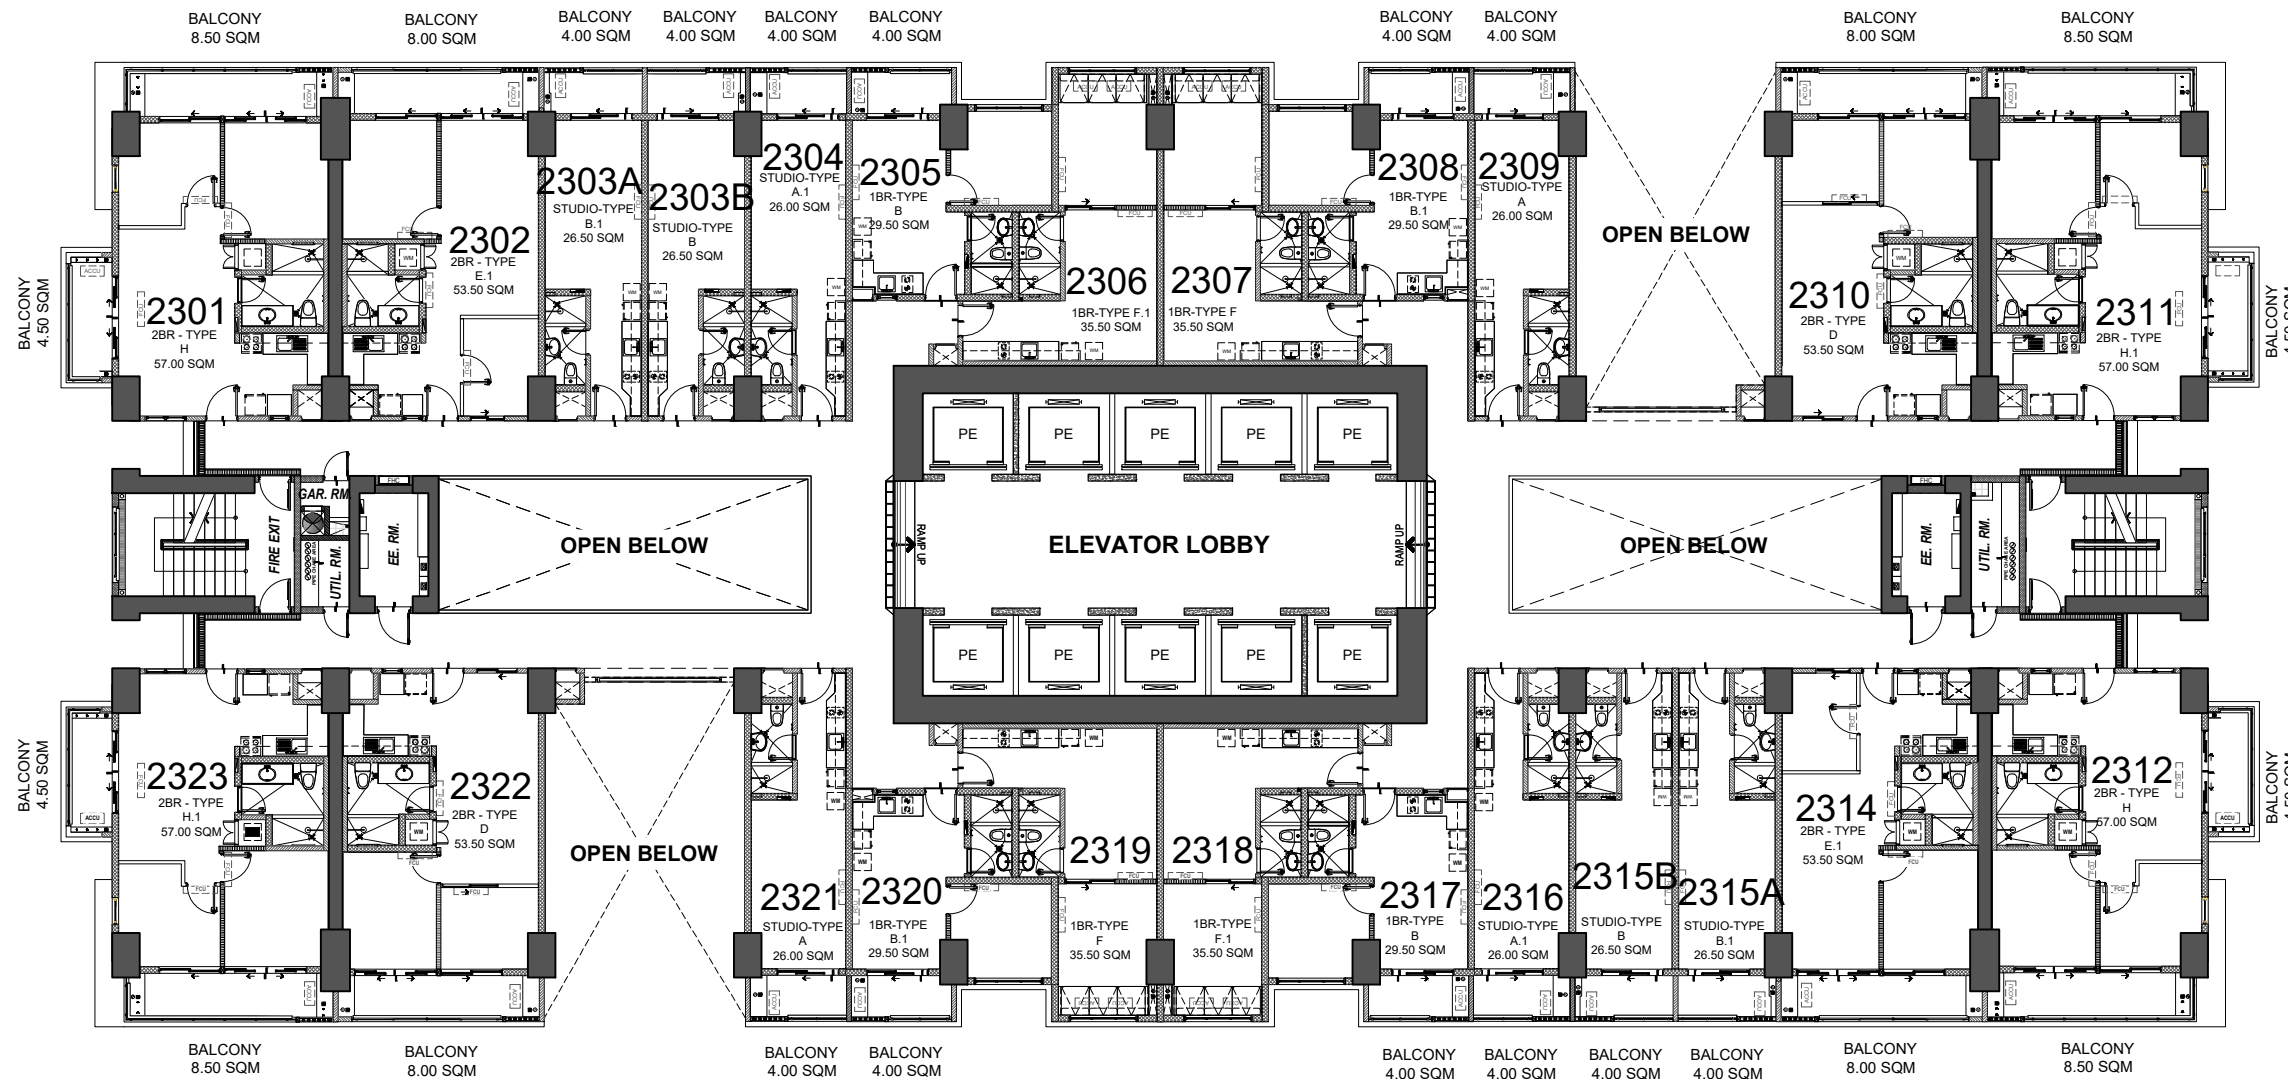 BALCONY
8.50 SQM
BALCONY
8.00 SQM
BALCONY
4.00 SQM
BALCONY
4.00 SQM
BALCONY
4.00 SQM
BALCONY
4.00 SQM
BALCONY
4.00 SQM
BALCONY
4.00 SQM
BALCONY
8.00 SQM
BALCONY
8.50 SQM
BALCONY
4.50 SQM
2301
2BR - TYPE
H
57.00 SQM
2302
2BR - TYPE
E.1
53.50 SQM
2303A
STUDIO-TYPE
B.1
26.50 SQM
2303B
STUDIO-TYPE
B
26.50 SQM
2304
STUDIO-TYPE
A.1
26.00 SQM
2305
1BR-TYPE
B
29.50 SQM
2306
1BR-TYPE F.1
35.50 SQM
2307
1BR-TYPE F
35.50 SQM
2308
1BR-TYPE
B.1
29.50 SQM
2309
STUDIO-TYPE
A
26.00 SQM
OPEN BELOW
2310
2BR - TYPE
D
53.50 SQM
2311
2BR - TYPE
H.1
57.00 SQM
BALCONY
4.50 SQM
PE
PE
PE
PE
PE
FIRE EXIT
GAR. RM.
UTIL. RM.
FHC
EE. RM.
OPEN BELOW
RAMP UP
ELEVATOR LOBBY
RAMP UP
OPEN BELOW
FHC
EE. RM.
UTIL. RM.
PE
PE
PE
PE
PE
BALCONY
4.50 SQM
2323
2BR - TYPE
H.1
57.00 SQM
2322
2BR - TYPE
D
53.50 SQM
OPEN BELOW
2321
STUDIO-TYPE
A
26.00 SQM
2320
1BR-TYPE
B.1
29.50 SQM
2319
1BR-TYPE
F
35.50 SQM
2318
1BR-TYPE
F.1
35.50 SQM
2317
1BR-TYPE
B
29.50 SQM
2316
STUDIO-TYPE
A.1
26.00 SQM
2315B
STUDIO-TYPE
B
26.50 SQM
2315A
STUDIO-TYPE
B.1
26.50 SQM
2314
2BR - TYPE
E.1
53.50 SQM
2312
2BR - TYPE
H
57.00 SQM
BALCONY
4.50 SQM
BALCONY
8.50 SQM
BALCONY
8.00 SQM
BALCONY
4.00 SQM
BALCONY
4.00 SQM
BALCONY
4.00 SQM
BALCONY
4.00 SQM
BALCONY
4.00 SQM
BALCONY
4.00 SQM
BALCONY
8.00 SQM
BALCONY
8.50 SQM